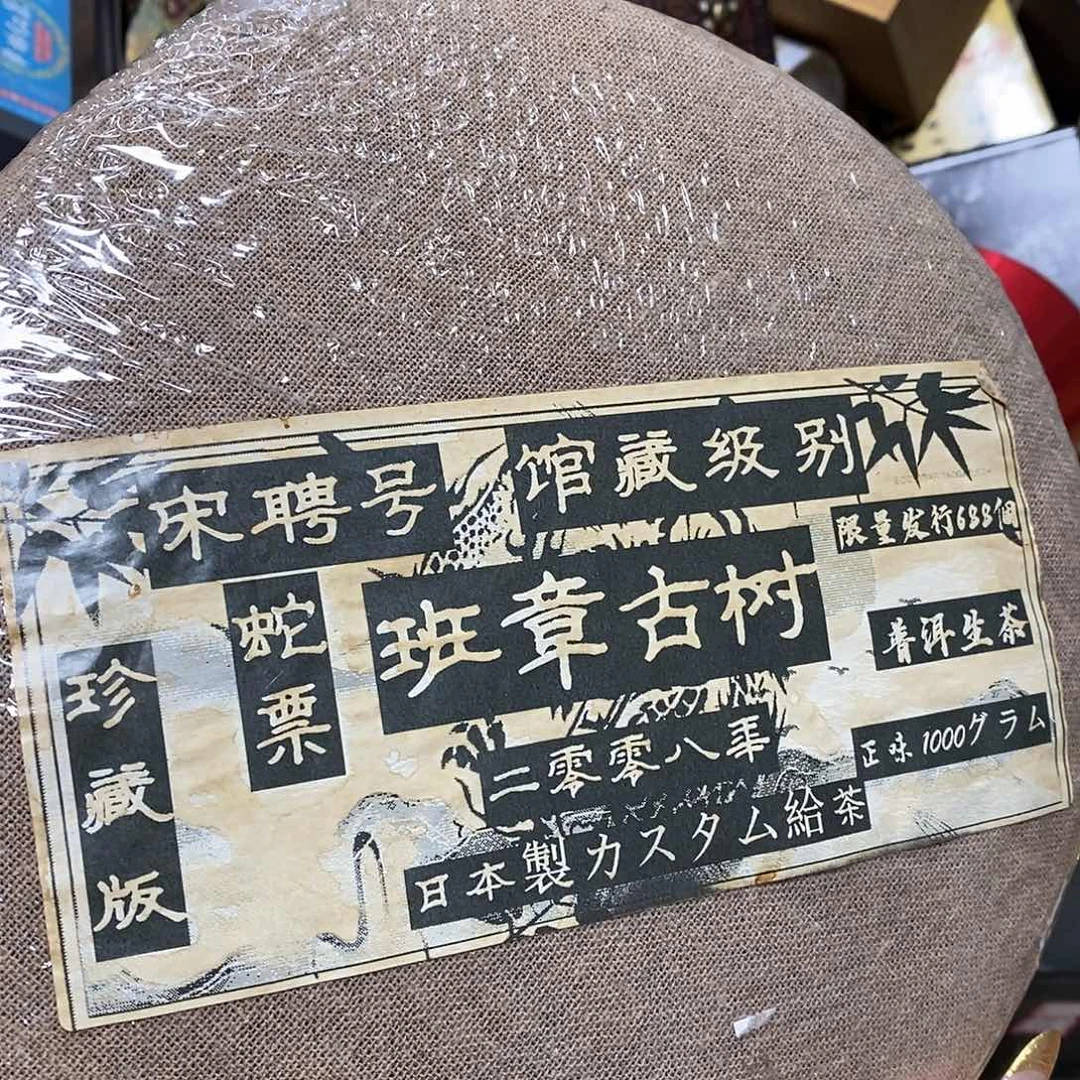 宋聘号
馆藏级别
限量发行688個
蛇票
班章古树
普洱生茶
珍藏版
二零零八年
正味 1000グラム
日本製カスタム給茶